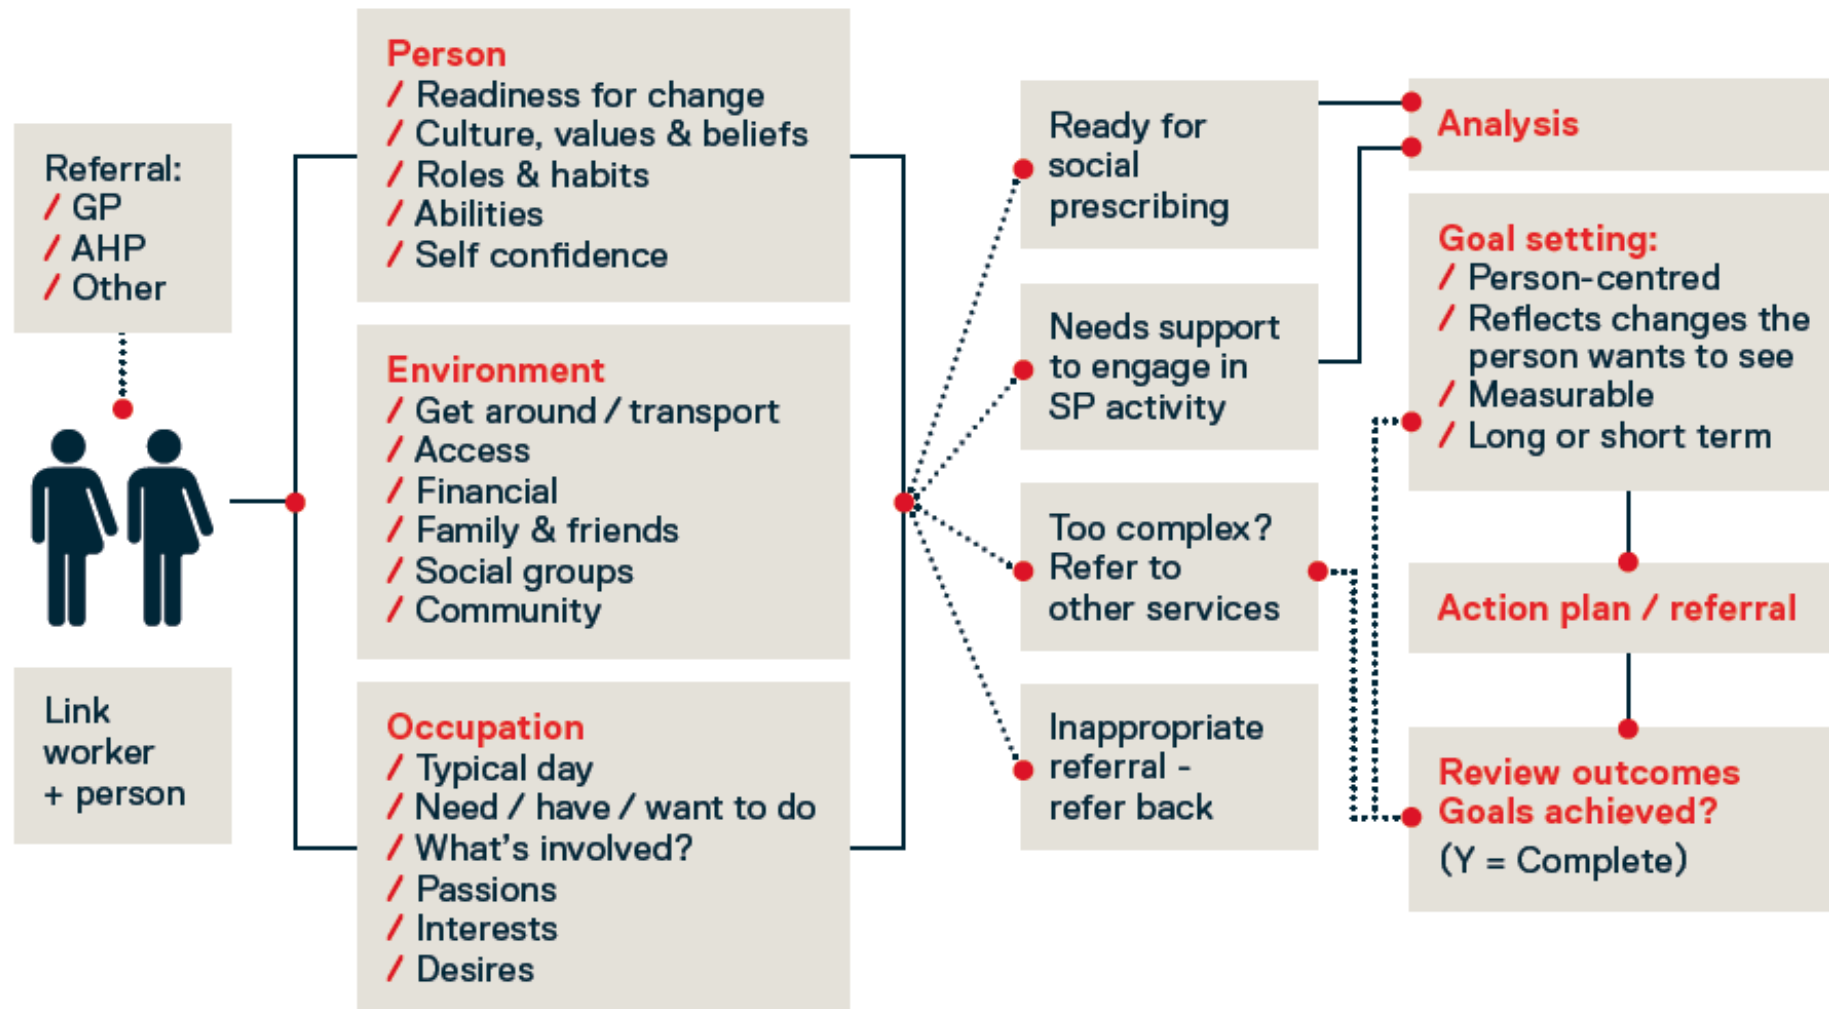 Referral:
/ GP
/ AHP
/ Other
Link
worker
+ person
Person
/ Readiness for change
/ Culture, values & beliefs
/ Roles & habits
/ Abilities
/ Self confidence
Environment
/ Get around / transport
/ Access
/ Financial
/ Family & friends
/ Social groups
/ Community
Occupation
/ Typical day
/ Need / have / want to do
/ What's involved?
/ Passions
/ Interests
/ Desires
Ready for
social
prescribing
Needs support
to engage in
SP activity
Too complex?
Refer to
other services
Inappropriate
referral -
refer back
Analysis
Goal setting:
/ Person-centred
/ Reflects changes the
person wants to see
/ Measurable
/ Long or short term
Action plan / referral
Review outcomes
Goals achieved?
(Y = Complete)